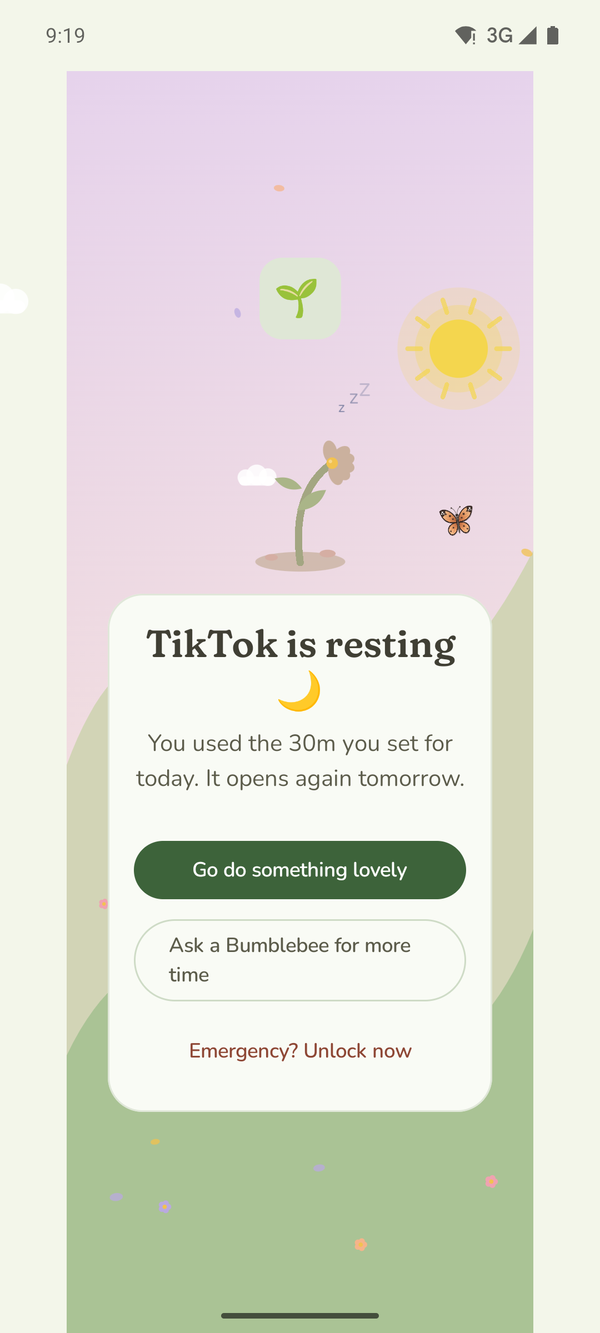 9:19
3G
z z z
TikTok is resting
🌙
You used the 30m you set for
today. It opens again tomorrow.
Go do something lovely
Ask a Bumblebee for more
time
Emergency? Unlock now